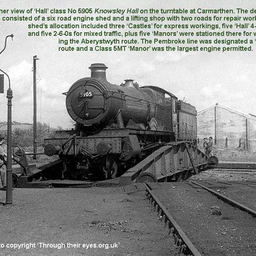 her view of 'Hall' class No 5905 Knowsley Hall on the turntable at Carmarthen. The de
consisted of a six road engine shed and a lifting shop with two roads for repair work
shed's allocation included three 'Castles' for express workings, five 'Hall' 4-
and five 2-6-0s for mixed traffic, plus five 'Manors' were stationed there for w
ing the Aberystwyth route. The Pembroke line was designated a '
route and a Class 5MT 'Manor' was the largest engine permitted.
5905
to copyright 'Through their eyes.org.uk'